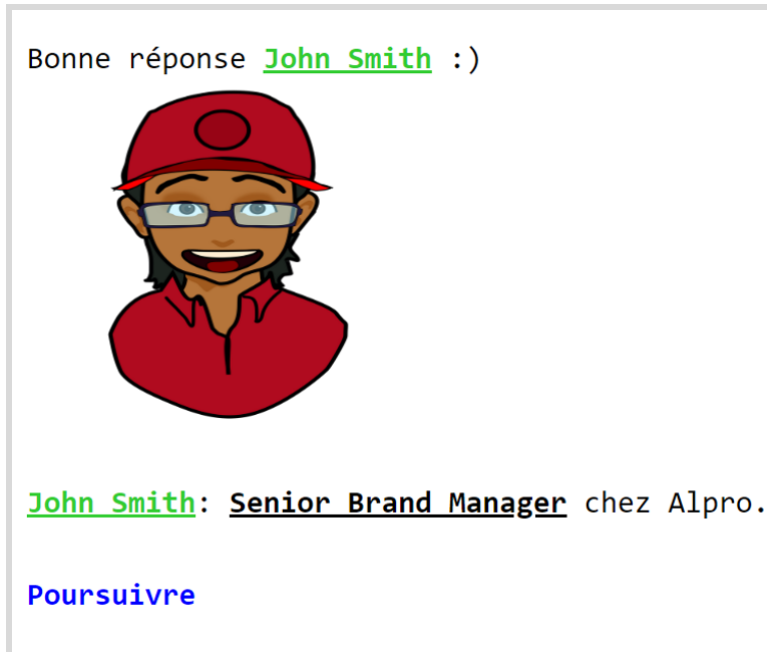 Bonne réponse John Smith :)
John Smith: Senior Brand Manager chez Alpro.
Poursuivre